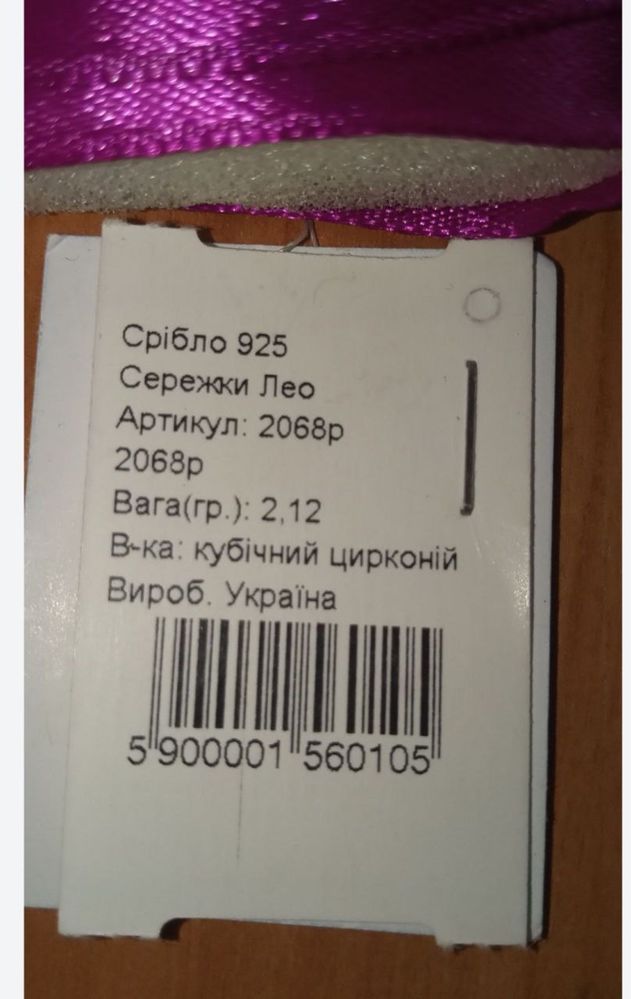 Срібло 925
Сережки Лео
Артикул: 2068р
2068р
Вага(гр.): 2,12
В-ка: кубічний цирконій
Вироб. Україна
5 900001 560105